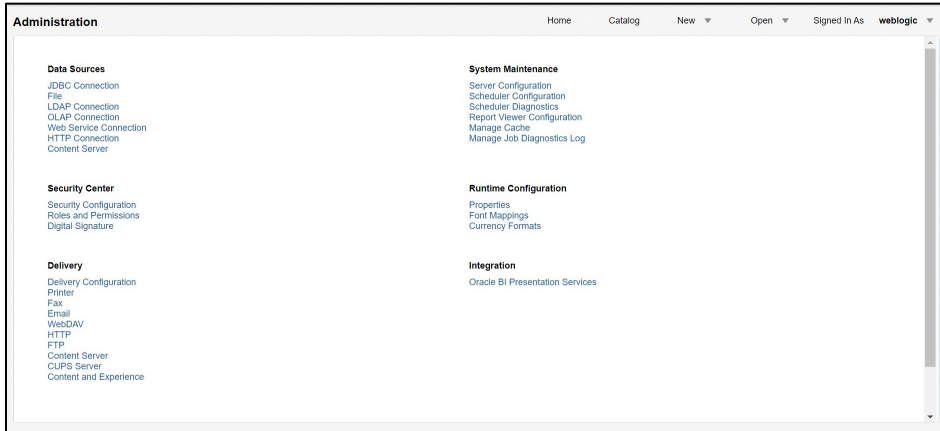 Administration
Home Catalog New Open Signed In As weblogic
Data Sources
JDBC Connection
File
LDAP Connection
OLAP Connection
Web Service Connection
HTTP Connection
Content Server
System Maintenance
Server Configuration
Scheduler Configuration
Scheduler Diagnostics
Report Viewer Configuration
Manage Cache
Manage Job Diagnostics Log
Security Center
Security Configuration
Roles and Permissions
Digital Signature
Runtime Configuration
Properties
Font Mappings
Currency Formats
Delivery
Delivery Configuration
Printer
Fax
Email
WebDAV
HTTP
FTP
Content Server
CUPS Server
Content and Experience
Integration
Oracle BI Presentation Services